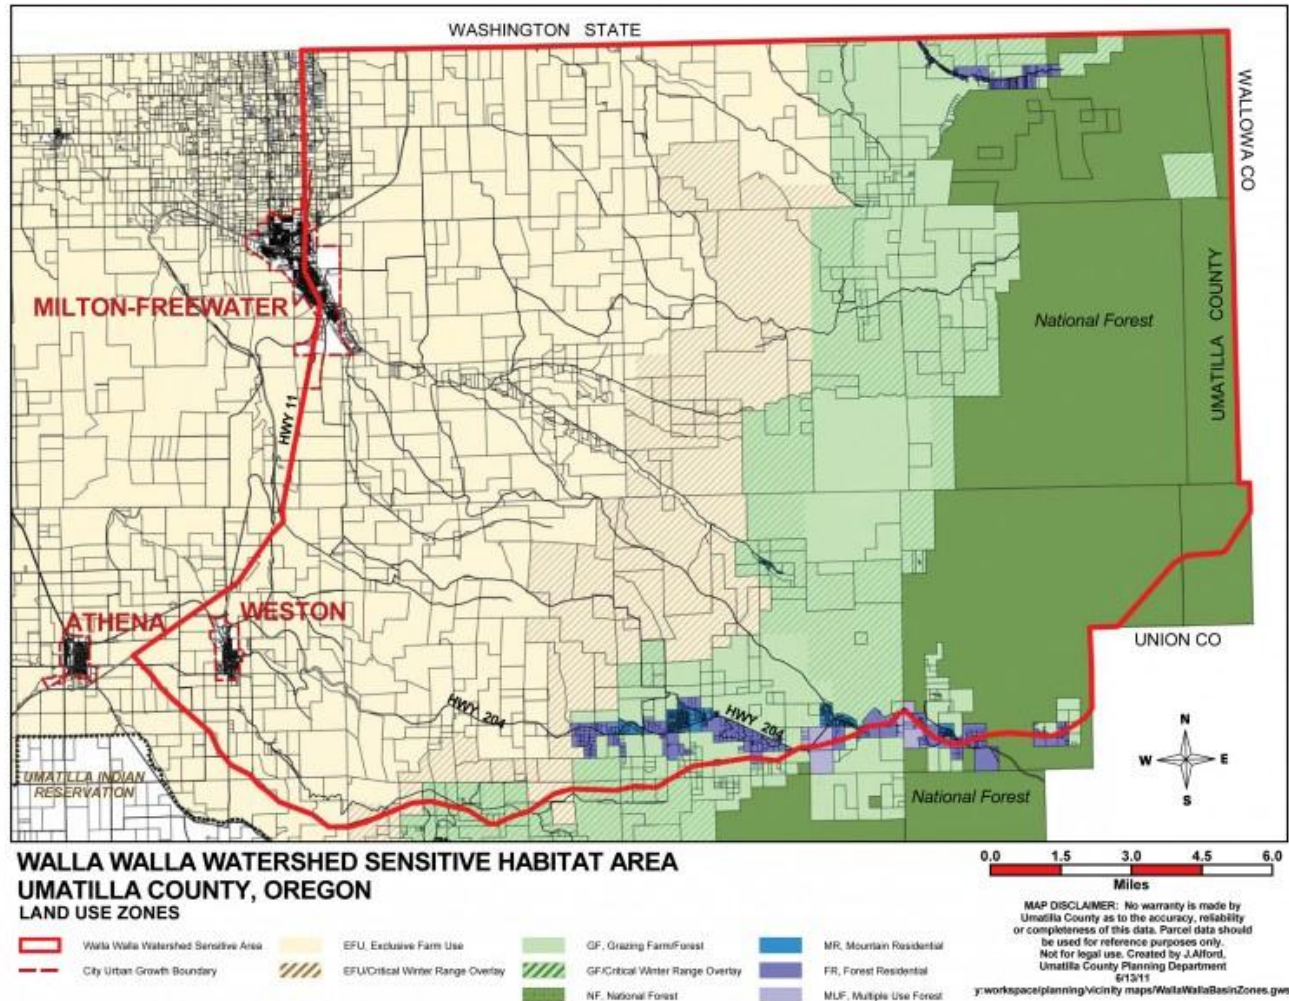 WASHINGTON STATE
WALLOWA CO
UMATILLA COUNTY
National Forest
MILTON-FREEWATER
HWY 11
ATHENA
WESTON
UNION CO
HWY 204
HWY 204
N
W E
S
UMATILLA INDIAN
RESERVATION
National Forest
WALLA WALLA WATERSHED SENSITIVE HABITAT AREA
UMATILLA COUNTY, OREGON
LAND USE ZONES
Walla Walla Watershed Sensitive Area
City Urban Growth Boundary
EFU, Exclusive Farm Use
EFU/Critical Winter Range Overlay
GF, Grazing Farm/Forest
GF/Critical Winter Range Overlay
NF, National Forest
MR, Mountain Residential
FR, Forest Residential
MUF, Multiple Use Forest
0.0 1.5 3.0 4.5 6.0
Miles
MAP DISCLAIMER: No warranty is made by
Umatilla County as to the accuracy, reliability
or completeness of this data. Parcel data should
be used for reference purposes only.
Not for legal use. Created by J.Alford,
Umatilla County Planning Department
6/13/11
y:workspace/planning/vicinity maps/WallaWallaBasinZones.gws